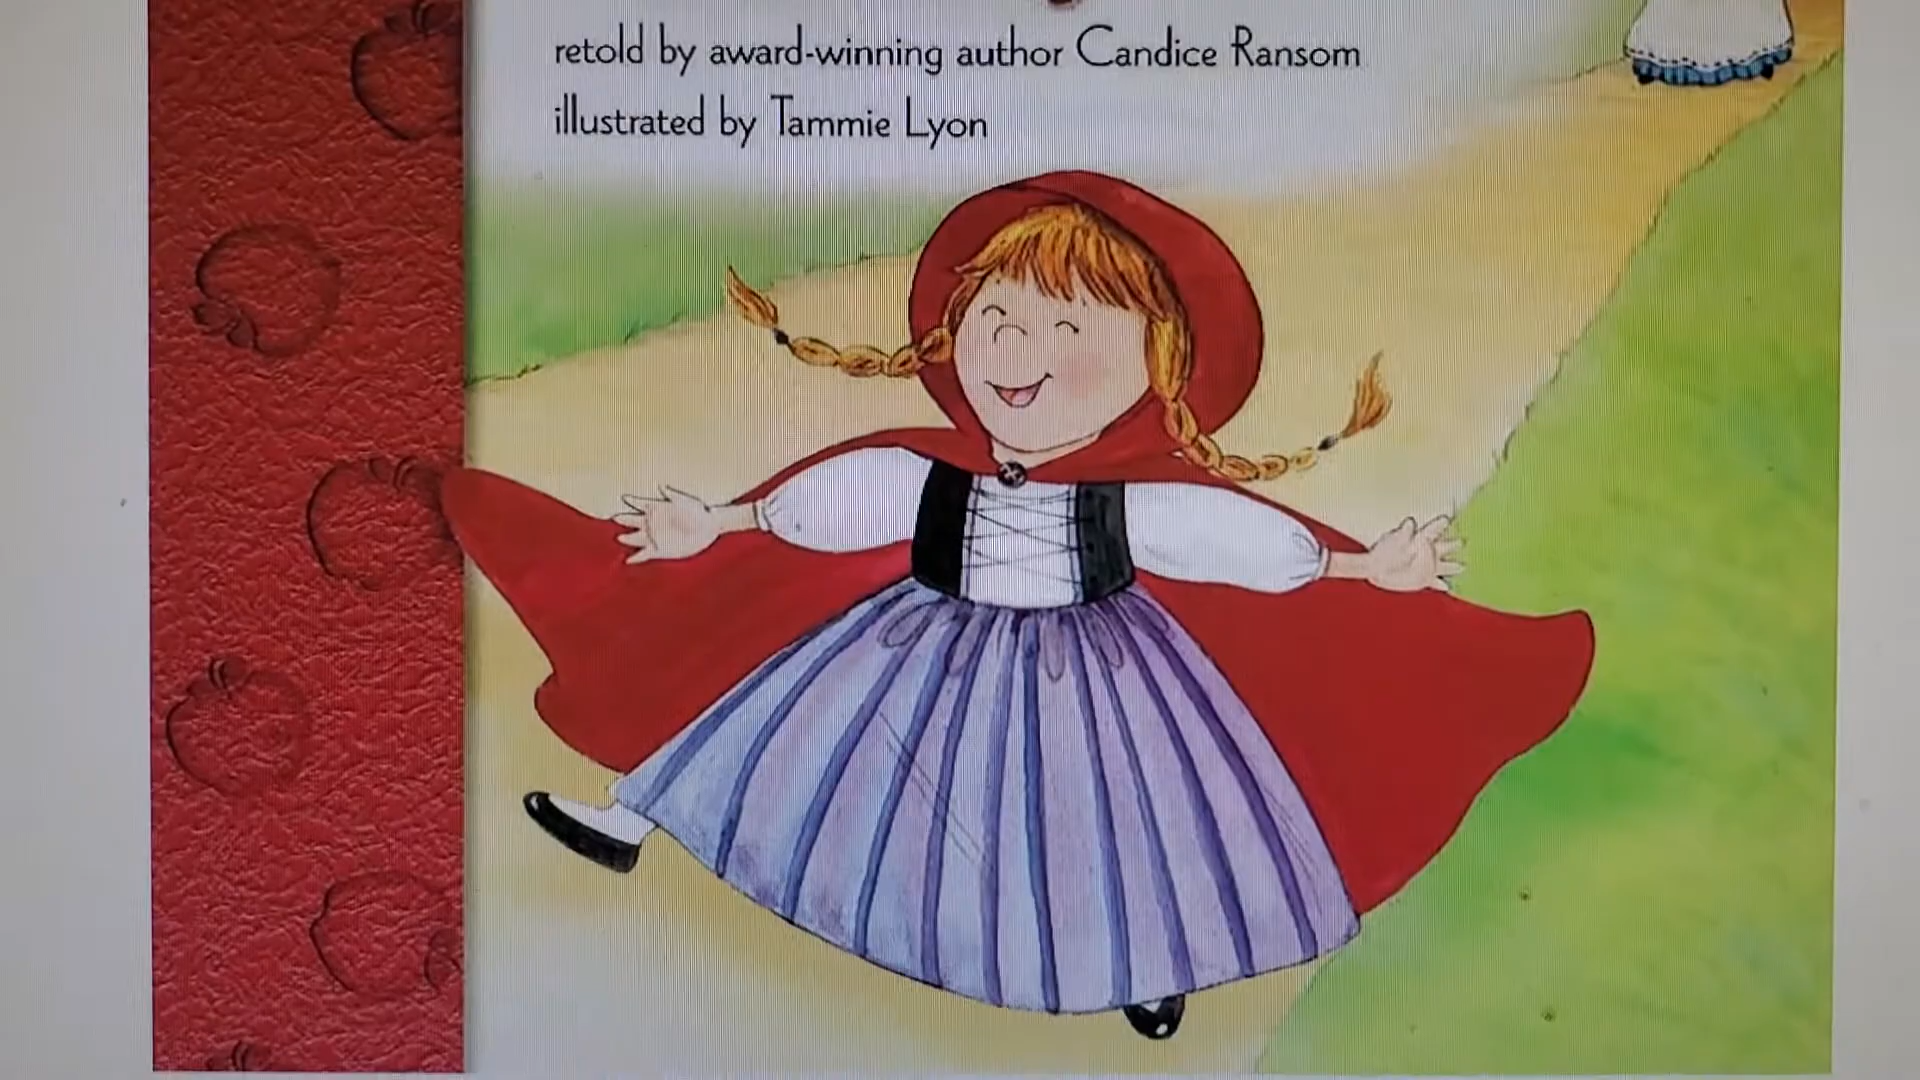 retold by award-winning author Candice Ransom
illustrated by Tammie Lyon